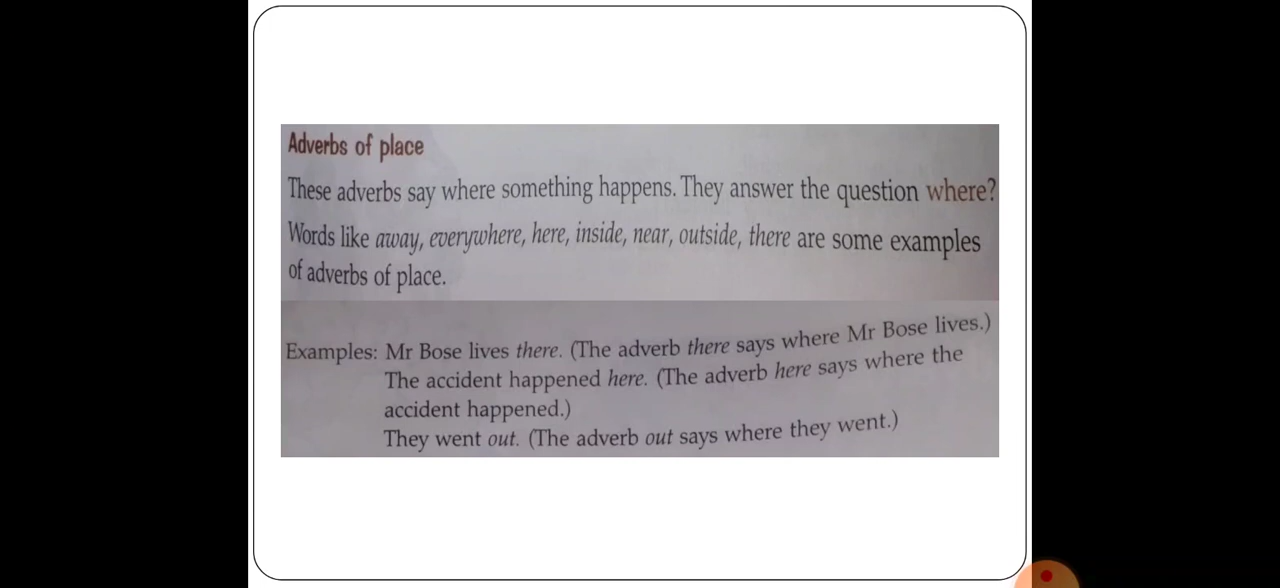 Adverbs of place
These adverbs say where something happens. They answer the question where?
Words like away, everywhere, here, inside, near, outside, there are some examples
of adverbs of place.
Examples: Mr Bose lives there. (The adverb there says where Mr Bose lives.)
The accident happened here. (The adverb here says where the
accident happened.)
They went out. (The adverb out says where they went.)